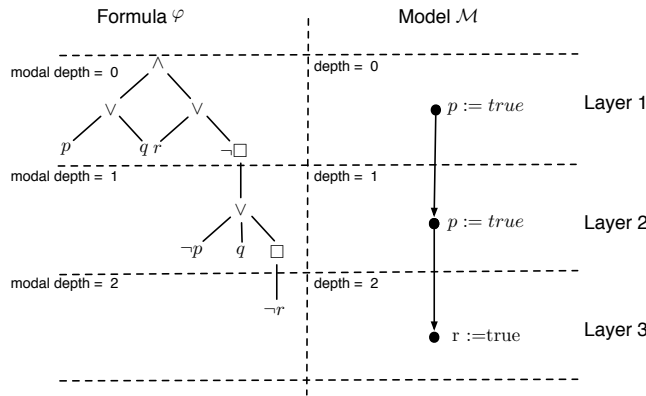 Formula φ Model ℳ
modal depth = 0 depth = 0
∧
∨ ∨ p := true Layer 1
p q r ¬□
modal depth = 1 depth = 1
∨ p := true Layer 2
¬p q □
modal depth = 2 depth = 2
¬r
r :=true Layer 3